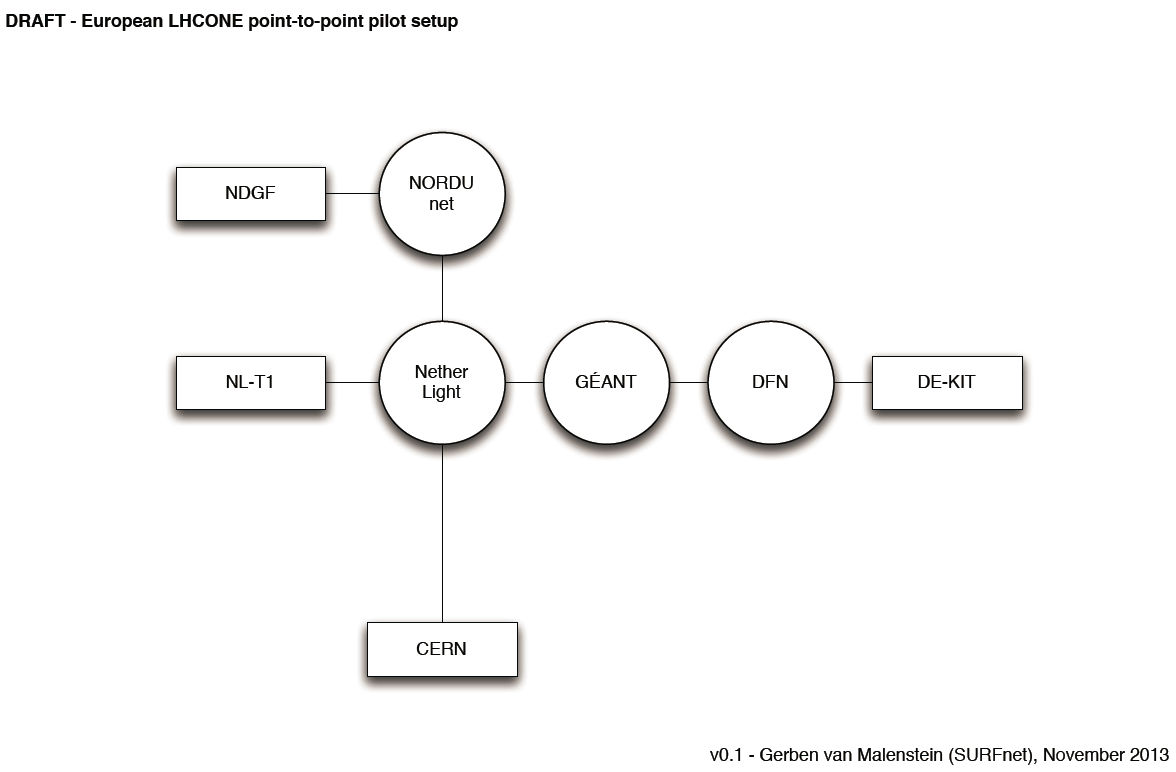 DRAFT - European LHCONE point-to-point pilot setup
NDGF
NORDU
net
NL-T1
Nether
Light
GÉANT
DFN
DE-KIT
CERN
v0.1 - Gerben van Malenstein (SURFnet), November 2013